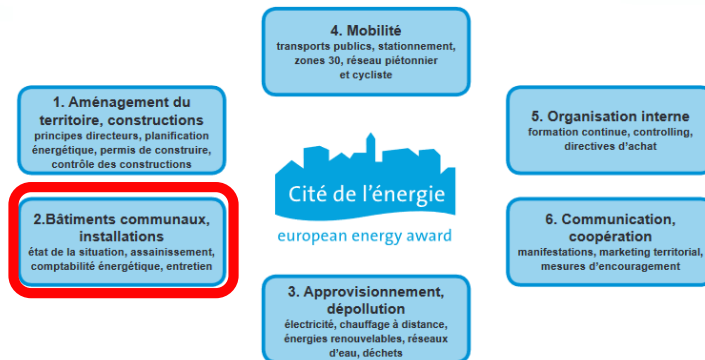 4. Mobilité
transports publics, stationnement,
zones 30, réseau piétonnier
et cycliste
1. Aménagement du
territoire, constructions
principes directeurs, planification
énergétique, permis de construire,
contrôle des constructions
5. Organisation interne
formation continue, controlling,
directives d'achat
Cité de l'énergie
european energy award
2.Bâtiments communaux,
installations
état de la situation, assainissement,
comptabilité énergétique, entretien
6. Communication,
coopération
manifestations, marketing territorial,
mesures d'encouragement
3. Approvisionnement,
dépollution
électricité, chauffage à distance,
énergies renouvelables, réseaux
d'eau, déchets